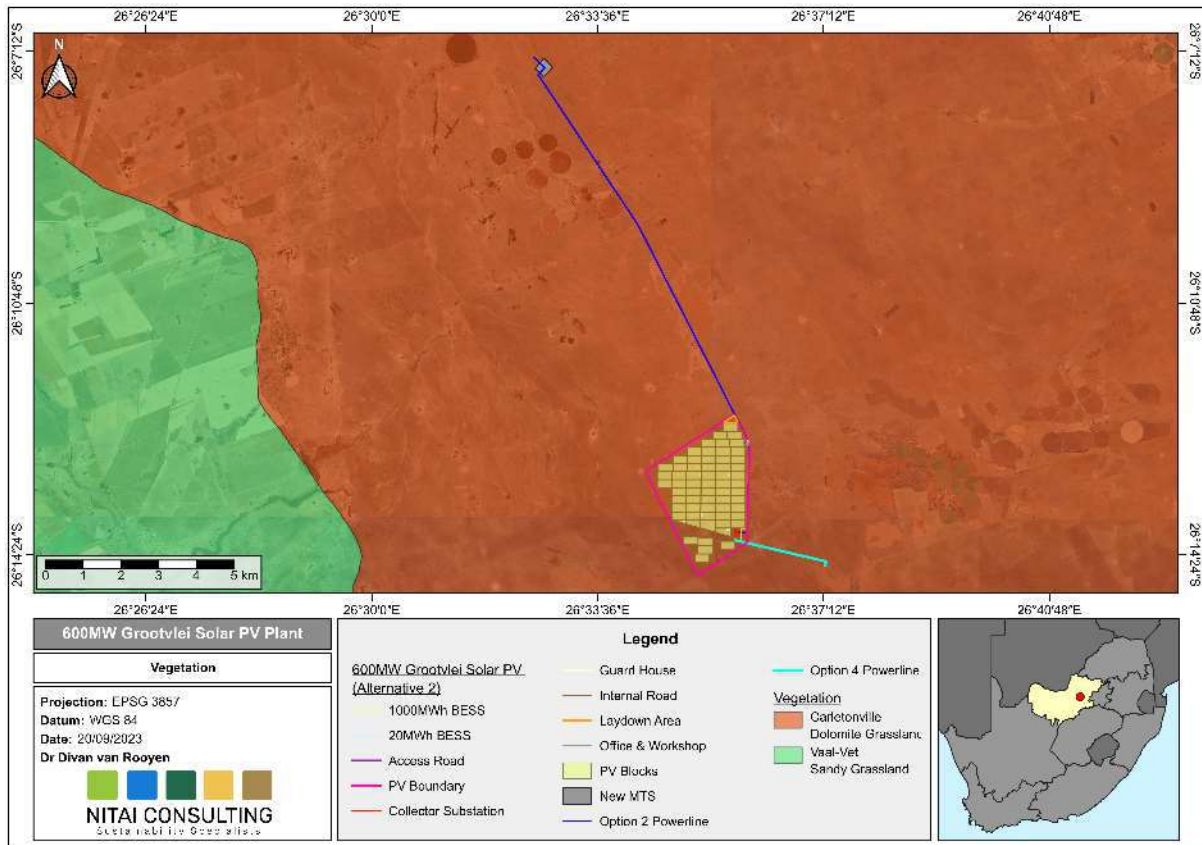 26°26'24"E 26°30'0"E 26°33'36"E 26°37'12"E 26°40'48"E
26°7'12"S 26°7'12"S
N
26°10'48"S 26°10'48"S
26°14'24"S 26°14'24"S
0 1 2 3 4 5 km
26°26'24"E 26°30'0"E 26°33'36"E 26°37'12"E 26°40'48"E
600MW Grootvlei Solar PV Plant
Vegetation
Projection: EPSG 3857
Datum: WGS 84
Date: 20/09/2023
Dr Divan van Rooyen
NITAI CONSULTING
Sustainability Specialists
Legend
600MW Grootvlei Solar PV
(Alternative 2)
1000MWh BESS
20MWh BESS
Access Road
PV Boundary
Collector Substation
Guard House
Internal Road
Laydown Area
Office & Workshop
PV Blocks
New MTS
Option 2 Powerline
Option 4 Powerline
Vegetation
Carletonville
Dolomite Grassland
Vaal-Vet
Sandy Grassland